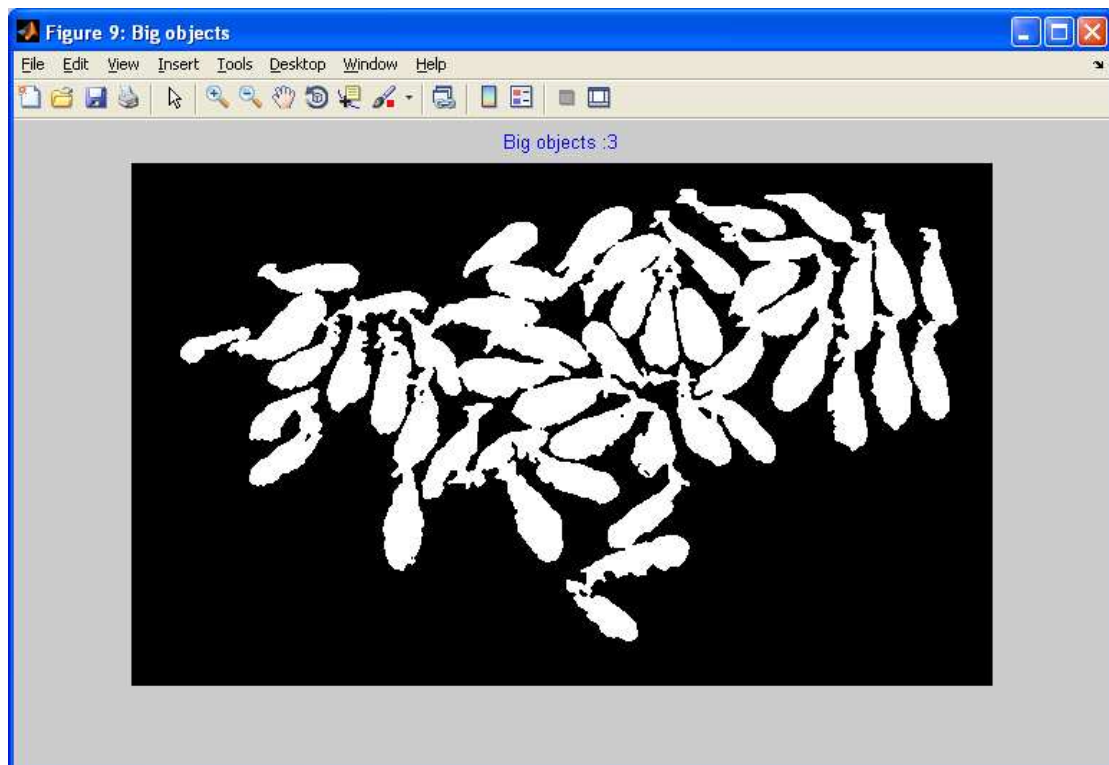 Figure 9: Big objects
File Edit View Insert Tools Desktop Window Help
Big objects :3